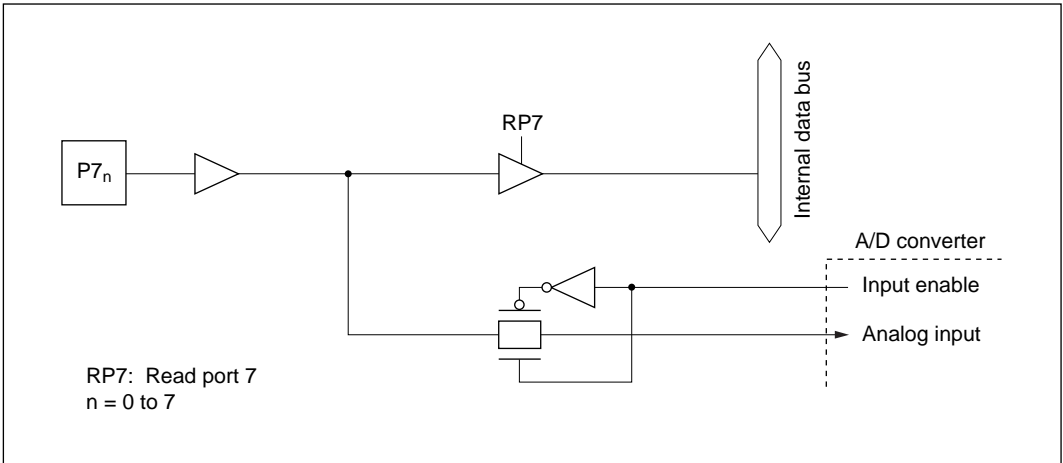 RP7
P7n
Internal data bus
A/D converter
Input enable
Analog input
RP7: Read port 7
n = 0 to 7